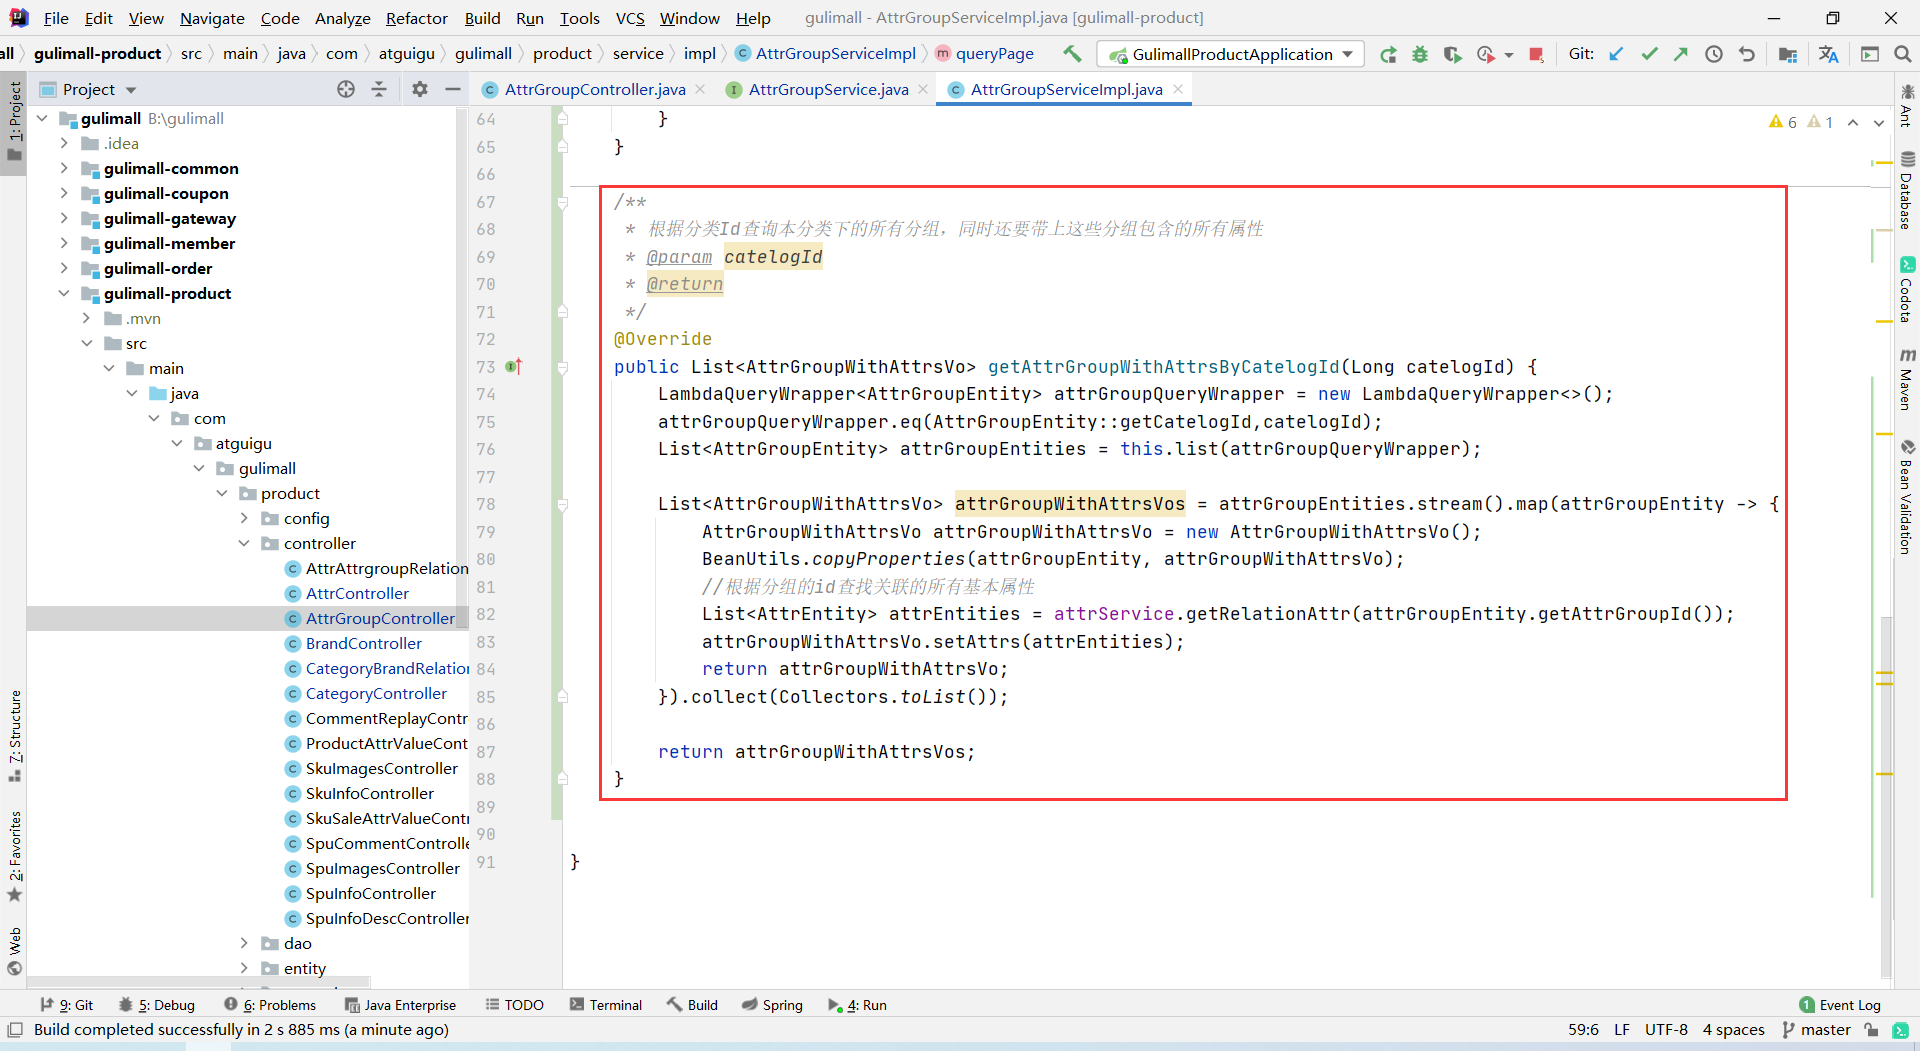 File Edit View Navigate Code Analyze Refactor Build Run Tools VCS Window Help gulimall - AttrGroupServiceImpl.java [gulimall-product]
all gulimall-product src main java com atguigu gulimall product service impl AttrGroupServiceImpl queryPage GulimallProductApplication Git:
Project
AttrGroupController.java AttrGroupService.java AttrGroupServiceImpl.java
1: Project
7: Structure
2: Favorites
Web
gulimall B:\gulimall
.idea
gulimall-common
gulimall-coupon
gulimall-gateway
gulimall-member
gulimall-order
gulimall-product
.mvn
src
main
java
com
atguigu
gulimall
product
config
controller
AttrAttrgroupRelation
AttrController
AttrGroupController
BrandController
CategoryBrandRelation
CategoryController
CommentReplayContr
ProductAttrValueCont
SkuImagesController
SkuInfoController
SkuSaleAttrValueContr
SpuCommentControlle
SpuImagesController
SpuInfoController
SpuInfoDescController
dao
entity
6 1
64 }
65 }
66
67 /**
68 * 根据分类Id查询本分类下的所有分组，同时还要带上这些分组包含的所有属性
69 * @param catelogId
70 * @return
71 */
72 @Override
73 public List<AttrGroupWithAttrsVo> getAttrGroupWithAttrsByCatelogId(Long catelogId) {
74 LambdaQueryWrapper<AttrGroupEntity> attrGroupQueryWrapper = new LambdaQueryWrapper<>();
75 attrGroupQueryWrapper.eq(AttrGroupEntity::getCatelogId,catelogId);
76 List<AttrGroupEntity> attrGroupEntities = this.list(attrGroupQueryWrapper);
77
78 List<AttrGroupWithAttrsVo> attrGroupWithAttrsVos = attrGroupEntities.stream().map(attrGroupEntity -> {
79 AttrGroupWithAttrsVo attrGroupWithAttrsVo = new AttrGroupWithAttrsVo();
80 BeanUtils.copyProperties(attrGroupEntity, attrGroupWithAttrsVo);
81 //根据分组的id查找关联的所有基本属性
82 List<AttrEntity> attrEntities = attrService.getRelationAttr(attrGroupEntity.getAttrGroupId());
83 attrGroupWithAttrsVo.setAttrs(attrEntities);
84 return attrGroupWithAttrsVo;
85 }).collect(Collectors.toList());
86
87 return attrGroupWithAttrsVos;
88 }
89
90
91 }
Ant
Database
Codota
Maven
Bean Validation
9: Git 5: Debug 6: Problems Java Enterprise TODO Terminal Build Spring 4: Run 1 Event Log
Build completed successfully in 2 s 885 ms (a minute ago) 59:6 LF UTF-8 4 spaces master